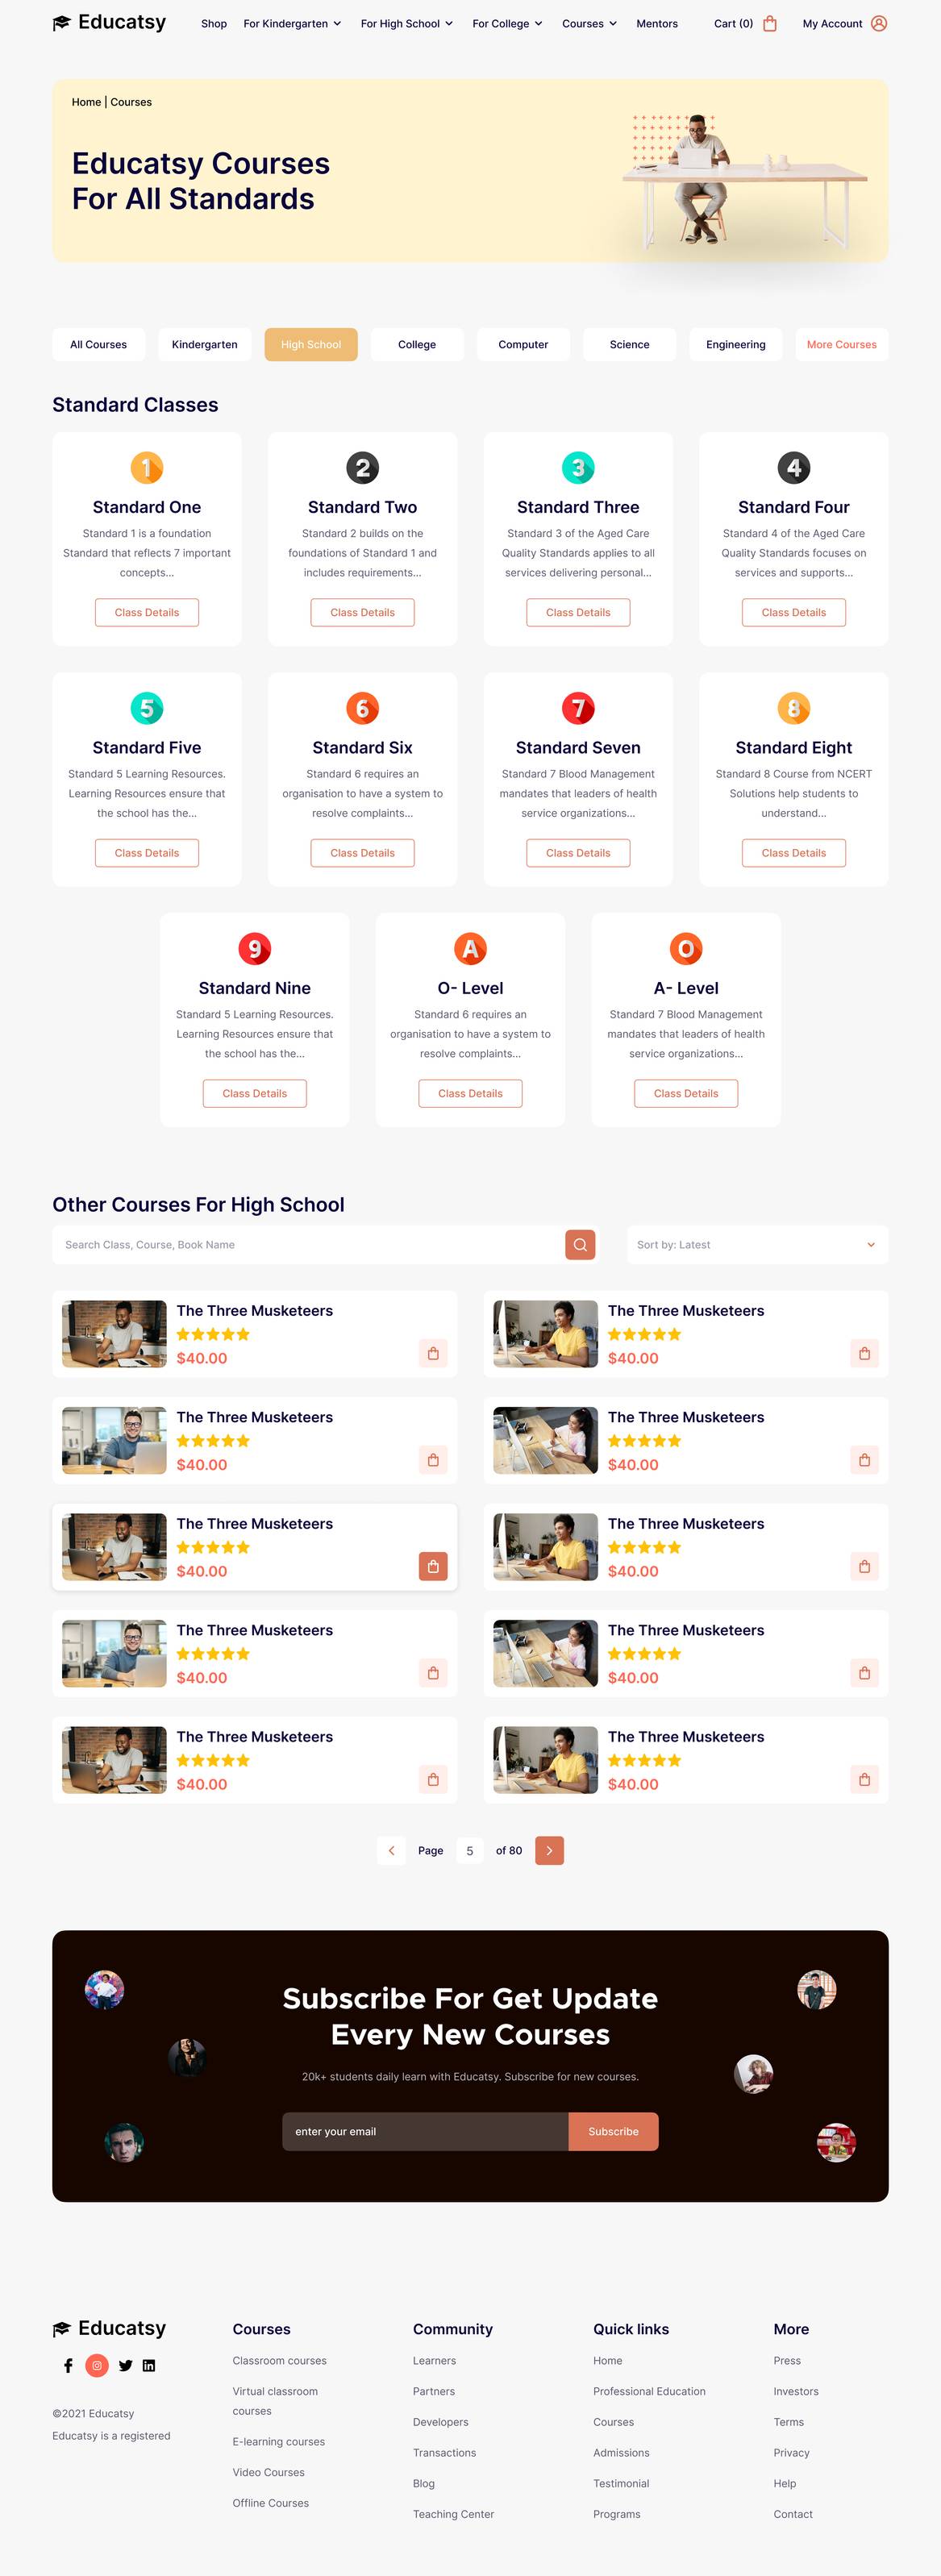 Educatsy
Shop For Kindergarten For High School For College Courses Mentors Cart (0) My Account
Home | Courses
Educatsy Courses
For All Standards
All Courses Kindergarten High School College Computer Science Engineering More Courses
Standard Classes
1
Standard One
Standard 1 is a foundation
Standard that reflects 7 important
concepts...
Class Details
2
Standard Two
Standard 2 builds on the
foundations of Standard 1 and
includes requirements...
Class Details
3
Standard Three
Standard 3 of the Aged Care
Quality Standards applies to all
services delivering personal...
Class Details
4
Standard Four
Standard 4 of the Aged Care
Quality Standards focuses on
services and supports...
Class Details
5
Standard Five
Standard 5 Learning Resources.
Learning Resources ensure that
the school has the...
Class Details
6
Standard Six
Standard 6 requires an
organisation to have a system to
resolve complaints...
Class Details
7
Standard Seven
Standard 7 Blood Management
mandates that leaders of health
service organizations...
Class Details
8
Standard Eight
Standard 8 Course from NCERT
Solutions help students to
understand...
Class Details
9
Standard Nine
Standard 5 Learning Resources.
Learning Resources ensure that
the school has the...
Class Details
A
O- Level
Standard 6 requires an
organisation to have a system to
resolve complaints...
Class Details
O
A- Level
Standard 7 Blood Management
mandates that leaders of health
service organizations...
Class Details
Other Courses For High School
Search Class, Course, Book Name
Sort by: Latest
The Three Musketeers
$40.00
The Three Musketeers
$40.00
The Three Musketeers
$40.00
The Three Musketeers
$40.00
The Three Musketeers
$40.00
The Three Musketeers
$40.00
The Three Musketeers
$40.00
The Three Musketeers
$40.00
The Three Musketeers
$40.00
The Three Musketeers
$40.00
Page 5 of 80
Subscribe For Get Update
Every New Courses
20k+ students daily learn with Educatsy. Subscribe for new courses.
enter your email
Subscribe
Educatsy
©2021 Educatsy
Educatsy is a registered
Courses
Classroom courses
Virtual classroom
courses
E-learning courses
Video Courses
Offline Courses
Community
Learners
Partners
Developers
Transactions
Blog
Teaching Center
Quick links
Home
Professional Education
Courses
Admissions
Testimonial
Programs
More
Press
Investors
Terms
Privacy
Help
Contact